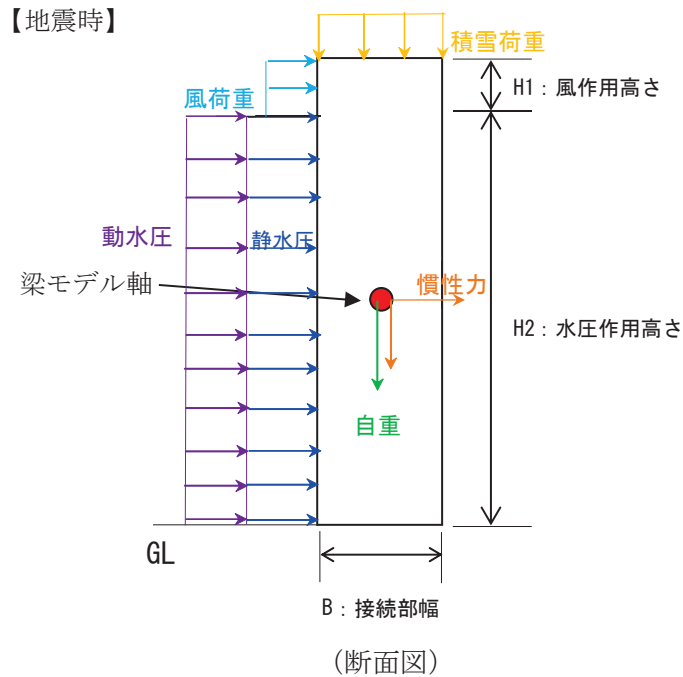 【地震時】
積雪荷重
H1：風作用高さ
風荷重
動水圧
静水圧
梁モデル軸
慣性力
H2：水圧作用高さ
自重
GL
B：接続部幅
（断面図）